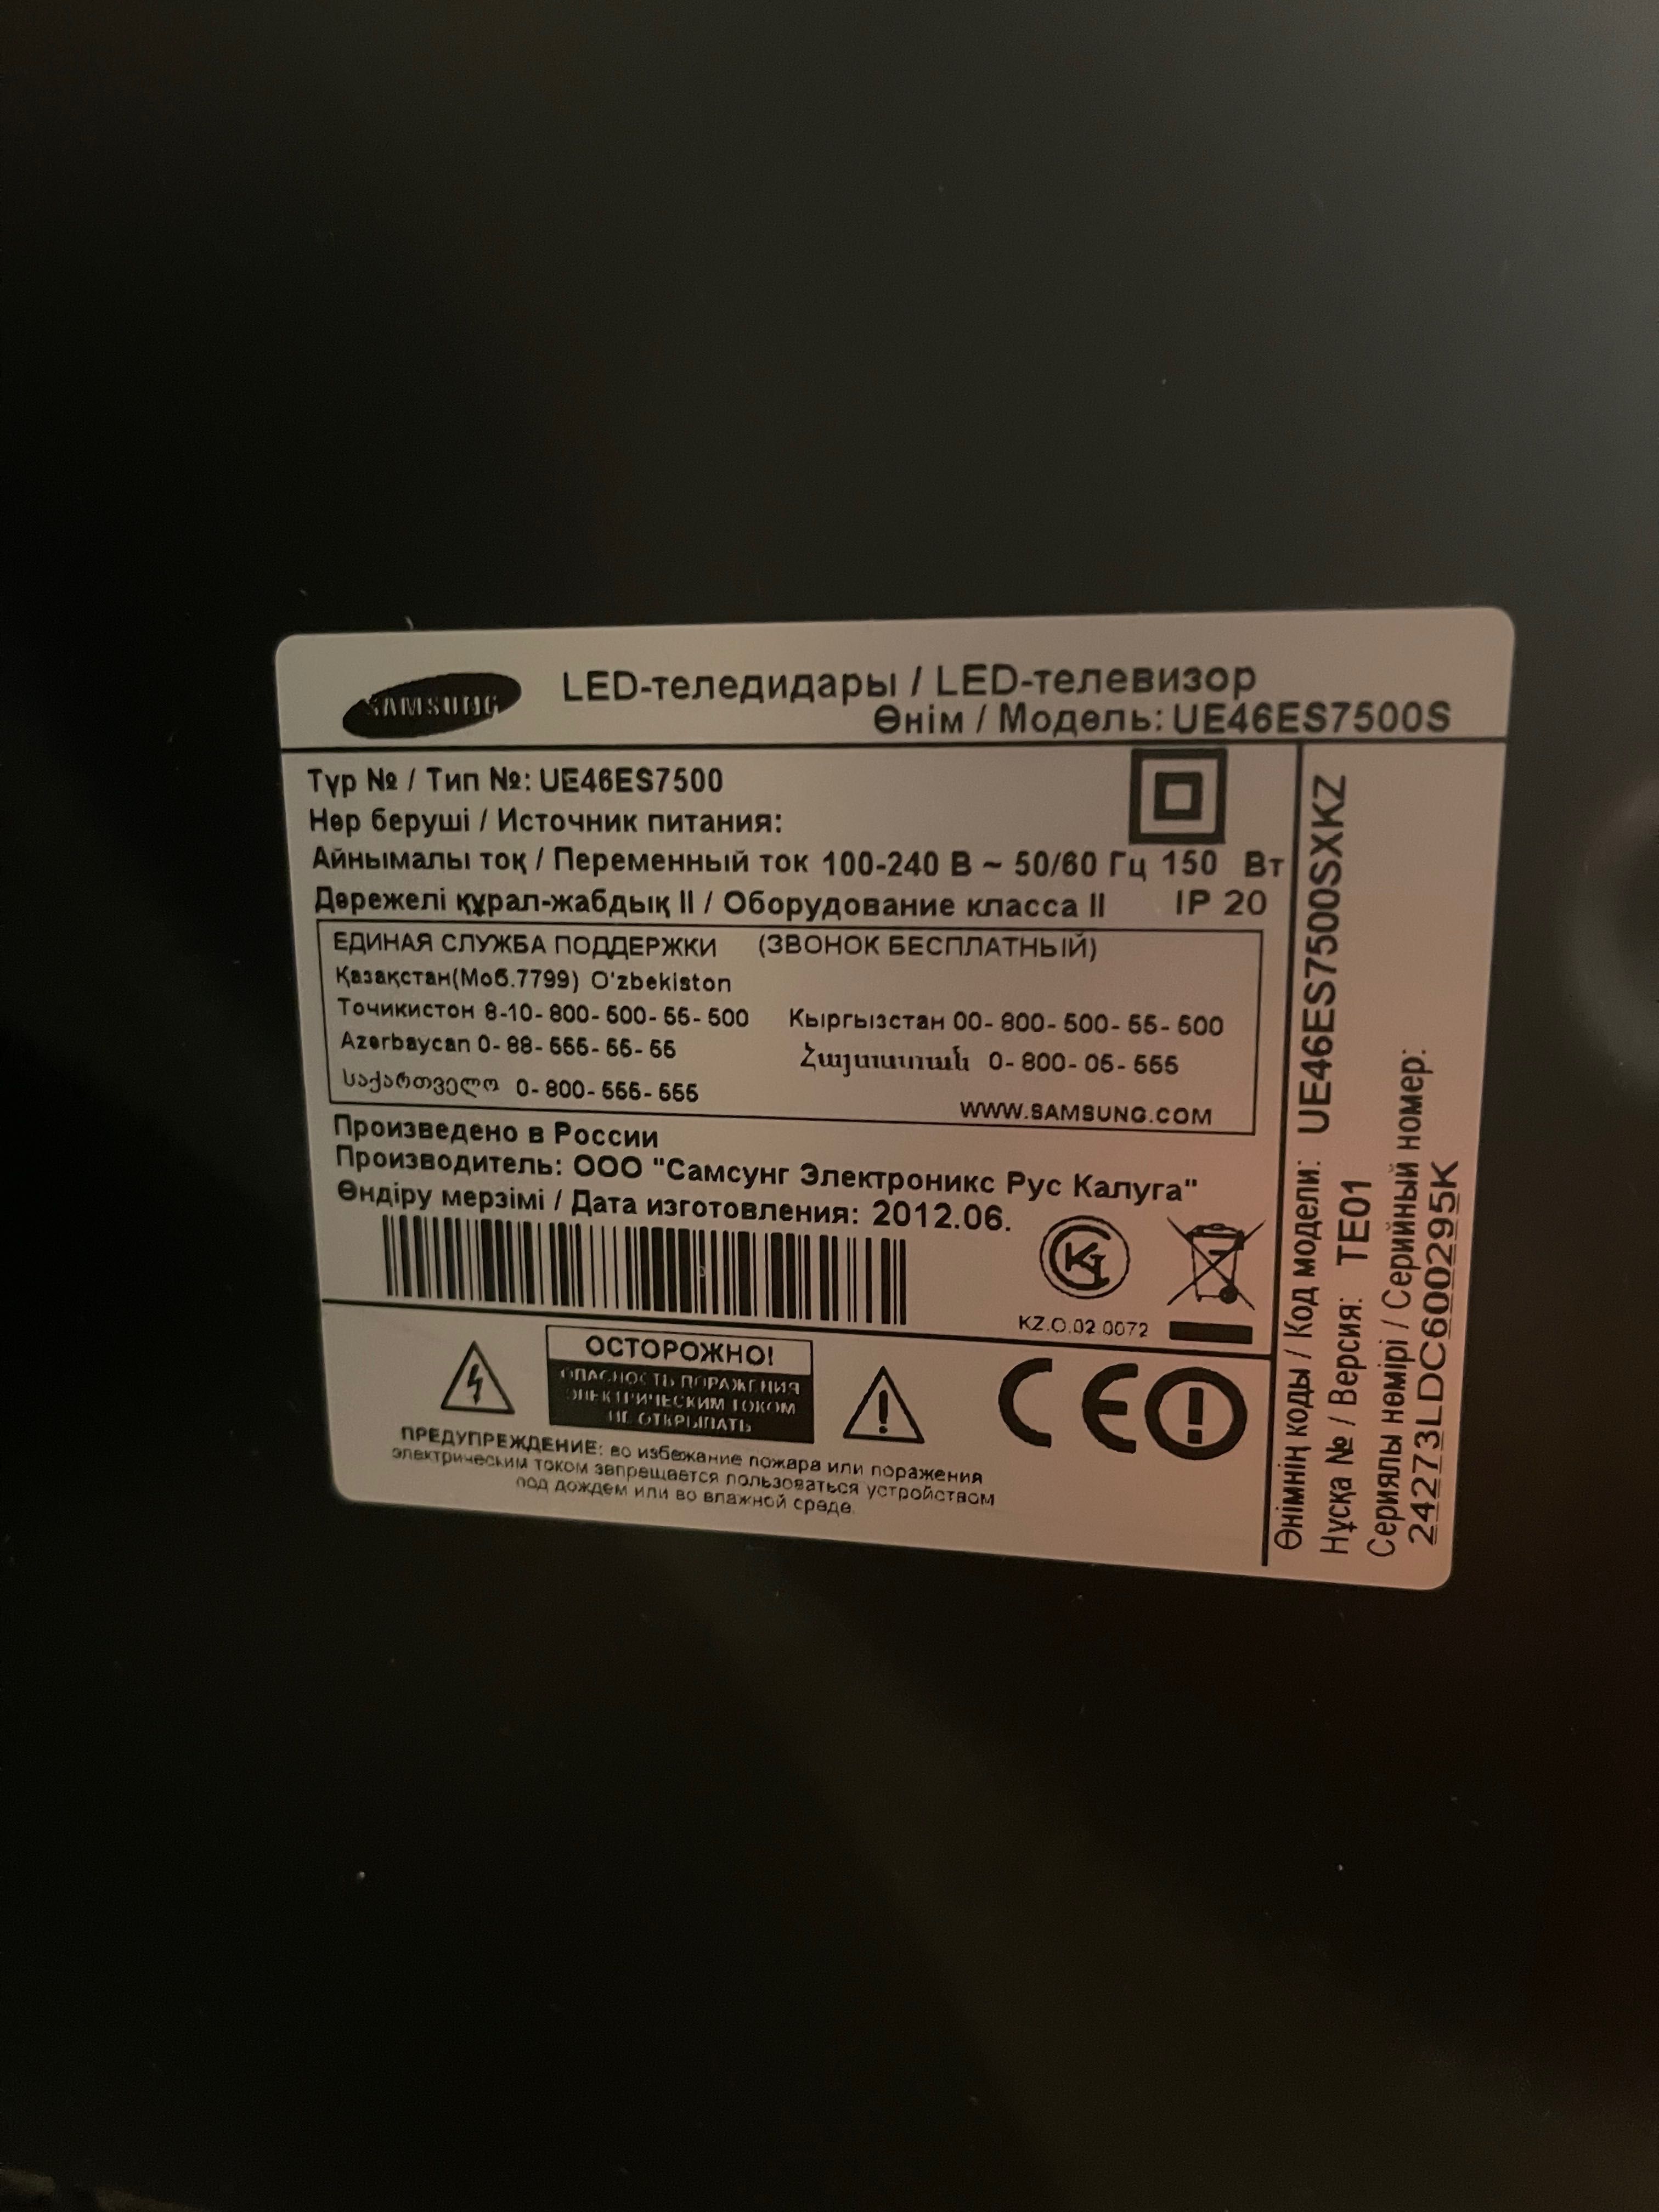 SAMSUNG
LED-теледидары / LED-телевизор
Өнім / Модель: UE46ES7500S
Түр № / Тип №: UE46ES7500
Нәр беруші / Источник питания:
Айнымалы тоқ / Переменный ток 100-240 В ~ 50/60 Гц 150 Вт
Дәрежелі құрал-жабдық II / Оборудование класса II IP 20
ЕДИНАЯ СЛУЖБА ПОДДЕРЖКИ (ЗВОНОК БЕСПЛАТНЫЙ)
Қазақстан(Моб.7799) O'zbekiston
Точикистон 8-10-800-500-55-500 Кыргызстан 00-800-500-55-500
Azərbaycan 0-88-555-55-55 Հայաստան 0-800-05-555
საქართველო 0-800-555-555
WWW.SAMSUNG.COM
Произведено в России
Производитель: ООО "Самсунг Электроникс Рус Калуга"
Өндіру мерзімі / Дата изготовления: 2012.06.
KZ.O.02.0072
ОСТОРОЖНО!
ОПАСНОСТЬ ПОРАЖЕНИЯ
ЭЛЕКТРИЧЕСКИМ ТОКОМ
НЕ ОТКРЫВАТЬ
CE
ПРЕДУПРЕЖДЕНИЕ: во избежание пожара или поражения
электрическим током запрещается пользоваться устройством
под дождем или во влажной среде.
Өнімнің коды / Код модели: UE46ES7500SXKZ
Нұсқа № / Версия: TE01
Сериялы нөмірі / Серийный номер:
24273LDC600295K